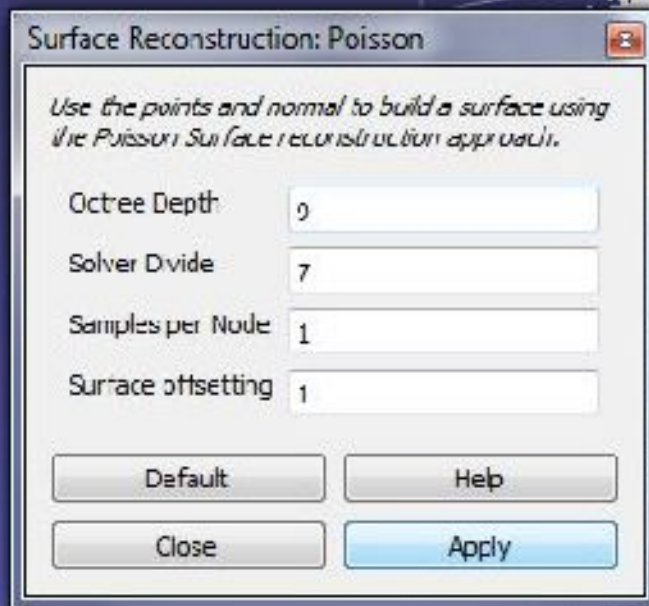 Surface Reconstruction: Poisson
Use the points and normal to build a surface using
the Poisson Surface reconstruction approach.
Octree Depth 9
Solver Divide 7
Samples per Node 1
Surface offsetting 1
Default Help
Close Apply